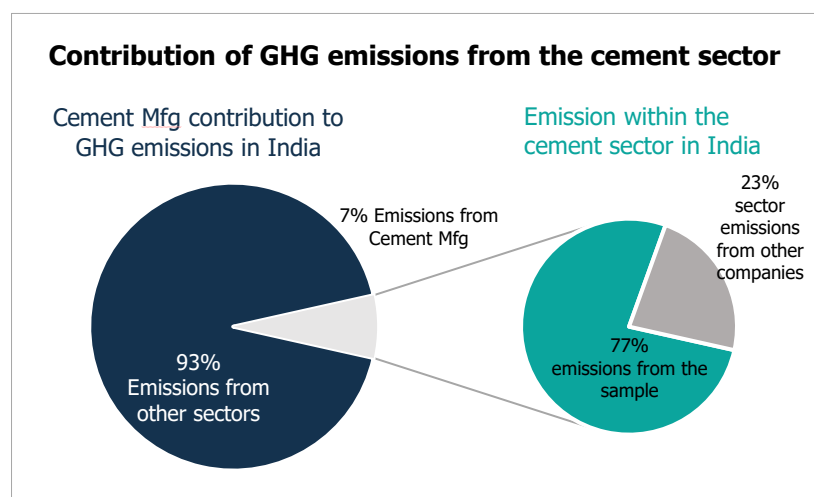 Contribution of GHG emissions from the cement sector
Cement Mfg contribution to
GHG emissions in India
Emission within the
cement sector in India
7% Emissions from
Cement Mfg
23%
sector
emissions
from other
companies
93%
Emissions from
other sectors
77%
emissions from the
sample